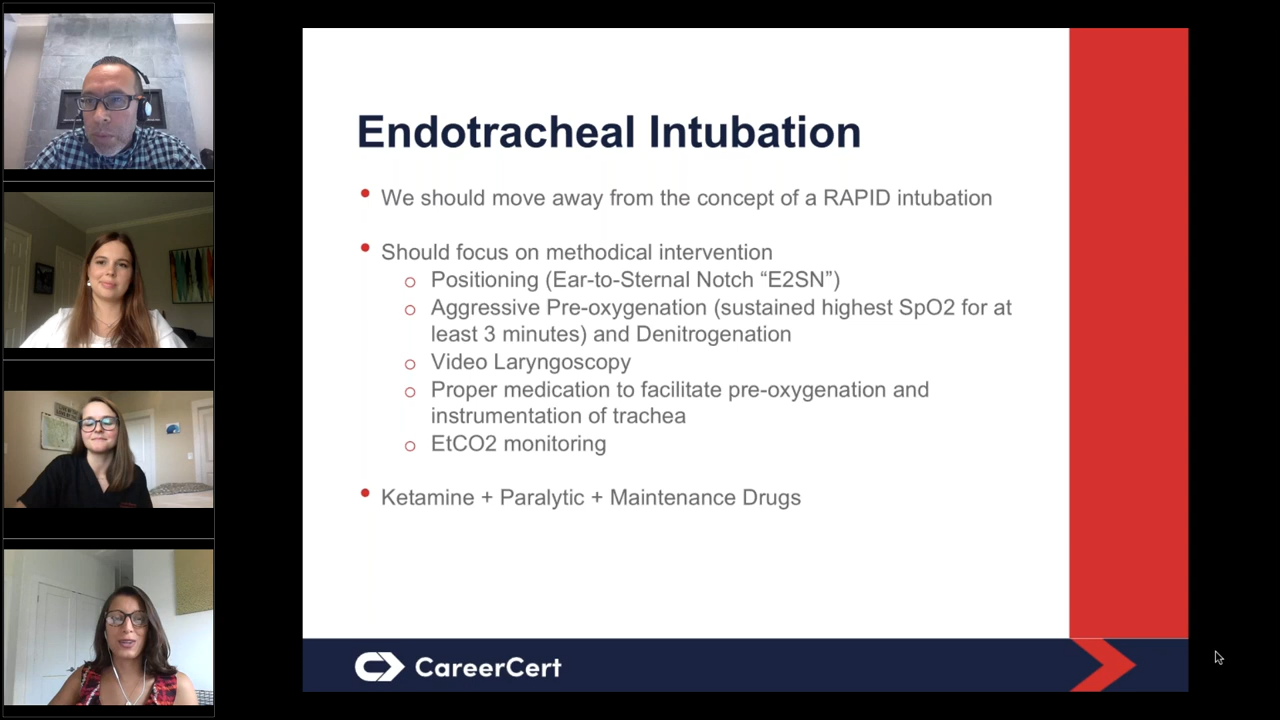 Endotracheal Intubation
• We should move away from the concept of a RAPID intubation
• Should focus on methodical intervention
o Positioning (Ear-to-Sternal Notch “E2SN”)
o Aggressive Pre-oxygenation (sustained highest SpO2 for at
least 3 minutes) and Denitrogenation
o Video Laryngoscopy
o Proper medication to facilitate pre-oxygenation and
instrumentation of trachea
o EtCO2 monitoring
• Ketamine + Paralytic + Maintenance Drugs
CareerCert